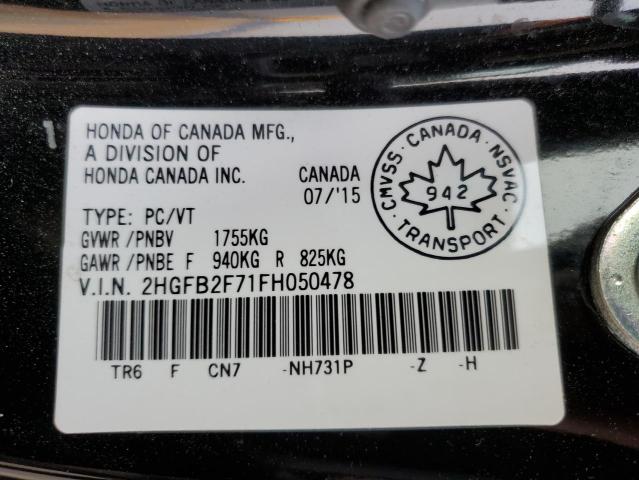 HONDA OF CANADA MFG.,
A DIVISION OF
HONDA CANADA INC.
CANADA
07/'15
CMVSS · CANADA · NSVAC
942
TRANSPORT
TYPE: PC/VT
GVWR /PNBV 1755KG
GAWR /PNBE F 940KG R 825KG
V.I.N. 2HGFB2F71FH050478
TR6 F CN7 -NH731P -Z -H